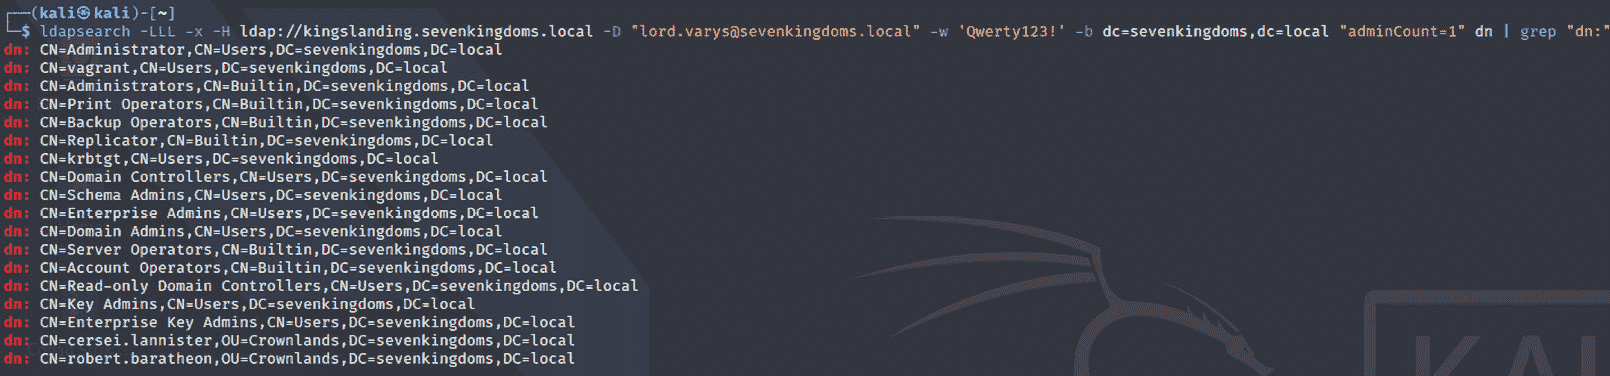 (kali㉿kali)-[~]
$ ldapsearch -LLL -x -H ldap://kingslanding.sevenkingdoms.local -D "lord.varys@sevenkingdoms.local" -w 'Qwerty123!' -b dc=sevenkingdoms,dc=local "adminCount=1" dn | grep "dn:"
dn: CN=Administrator,CN=Users,DC=sevenkingdoms,DC=local
dn: CN=vagrant,CN=Users,DC=sevenkingdoms,DC=local
dn: CN=Administrators,CN=Builtin,DC=sevenkingdoms,DC=local
dn: CN=Print Operators,CN=Builtin,DC=sevenkingdoms,DC=local
dn: CN=Backup Operators,CN=Builtin,DC=sevenkingdoms,DC=local
dn: CN=Replicator,CN=Builtin,DC=sevenkingdoms,DC=local
dn: CN=krbtgt,CN=Users,DC=sevenkingdoms,DC=local
dn: CN=Domain Controllers,CN=Users,DC=sevenkingdoms,DC=local
dn: CN=Schema Admins,CN=Users,DC=sevenkingdoms,DC=local
dn: CN=Enterprise Admins,CN=Users,DC=sevenkingdoms,DC=local
dn: CN=Domain Admins,CN=Users,DC=sevenkingdoms,DC=local
dn: CN=Server Operators,CN=Builtin,DC=sevenkingdoms,DC=local
dn: CN=Account Operators,CN=Builtin,DC=sevenkingdoms,DC=local
dn: CN=Read-only Domain Controllers,CN=Users,DC=sevenkingdoms,DC=local
dn: CN=Key Admins,CN=Users,DC=sevenkingdoms,DC=local
dn: CN=Enterprise Key Admins,CN=Users,DC=sevenkingdoms,DC=local
dn: CN=cersei.lannister,OU=Crownlands,DC=sevenkingdoms,DC=local
dn: CN=robert.baratheon,OU=Crownlands,DC=sevenkingdoms,DC=local